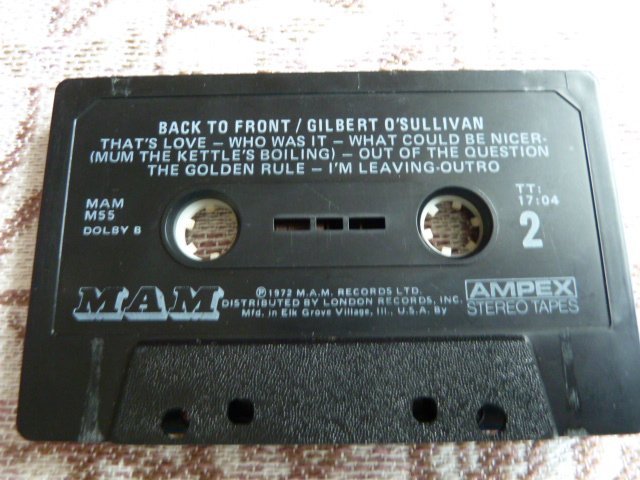 BACK TO FRONT / GILBERT O'SULLIVAN
THAT'S LOVE – WHO WAS IT – WHAT COULD BE NICER-
(MUM THE KETTLE'S BOILING) – OUT OF THE QUESTION
THE GOLDEN RULE – I'M LEAVING-OUTRO
MAM
M55
DOLBY B
TT:
17:04
2
MAM
℗1972 M.A.M. RECORDS LTD.
DISTRIBUTED BY LONDON RECORDS, INC.
Mfd. in Elk Grove Village, Ill., U.S.A. By
AMPEX
STEREO TAPES